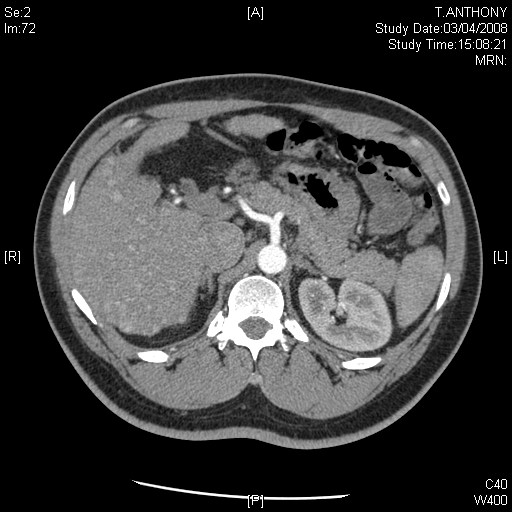 Se:2
Im:72
[A]
T.ANTHONY
Study Date:03/04/2008
Study Time:15:08:21
MRN:
[R]
[L]
[P]
C40
W400